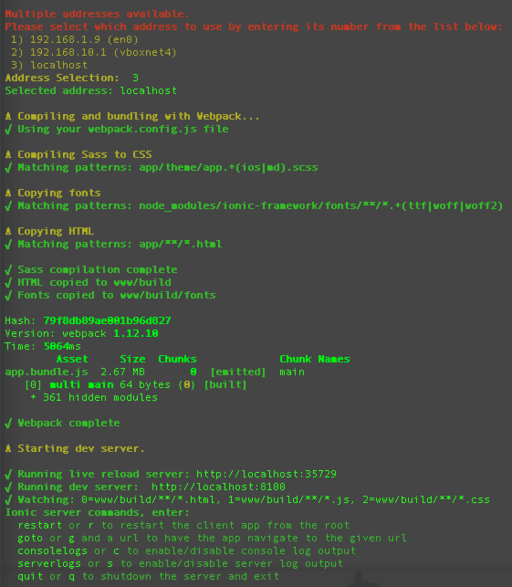 Multiple addresses available.
Please select which address to use by entering its number from the list below:
1) 192.168.1.9 (en0)
2) 192.168.10.1 (vboxnet4)
3) localhost
Address Selection:  3
Selected address: localhost
∆ Compiling and bundling with Webpack...
√ Using your webpack.config.js file
∆ Compiling Sass to CSS
√ Matching patterns: app/theme/app.+(ios|md).scss
∆ Copying fonts
√ Matching patterns: node_modules/ionic-framework/fonts/**/*.+(ttf|woff|woff2)
∆ Copying HTML
√ Matching patterns: app/**/*.html
√ Sass compilation complete
√ HTML copied to www/build
√ Fonts copied to www/build/fonts
Hash: 79f8db89ae001b96d827
Version: webpack 1.12.10
Time: 5064ms
Asset     Size  Chunks             Chunk Names
app.bundle.js  2.67 MB       0  [emitted]  main
[0] multi main 64 bytes {0} [built]
+ 361 hidden modules
√ Webpack complete
∆ Starting dev server.
√ Running live reload server: http://localhost:35729
√ Running dev server:  http://localhost:8100
√ Watching: 0=www/build/**/*.html, 1=www/build/**/*.js, 2=www/build/**/*.css
Ionic server commands, enter:
restart or r to restart the client app from the root
goto or g and a url to have the app navigate to the given url
consolelogs or c to enable/disable console log output
serverlogs or s to enable/disable server log output
quit or q to shutdown the server and exit